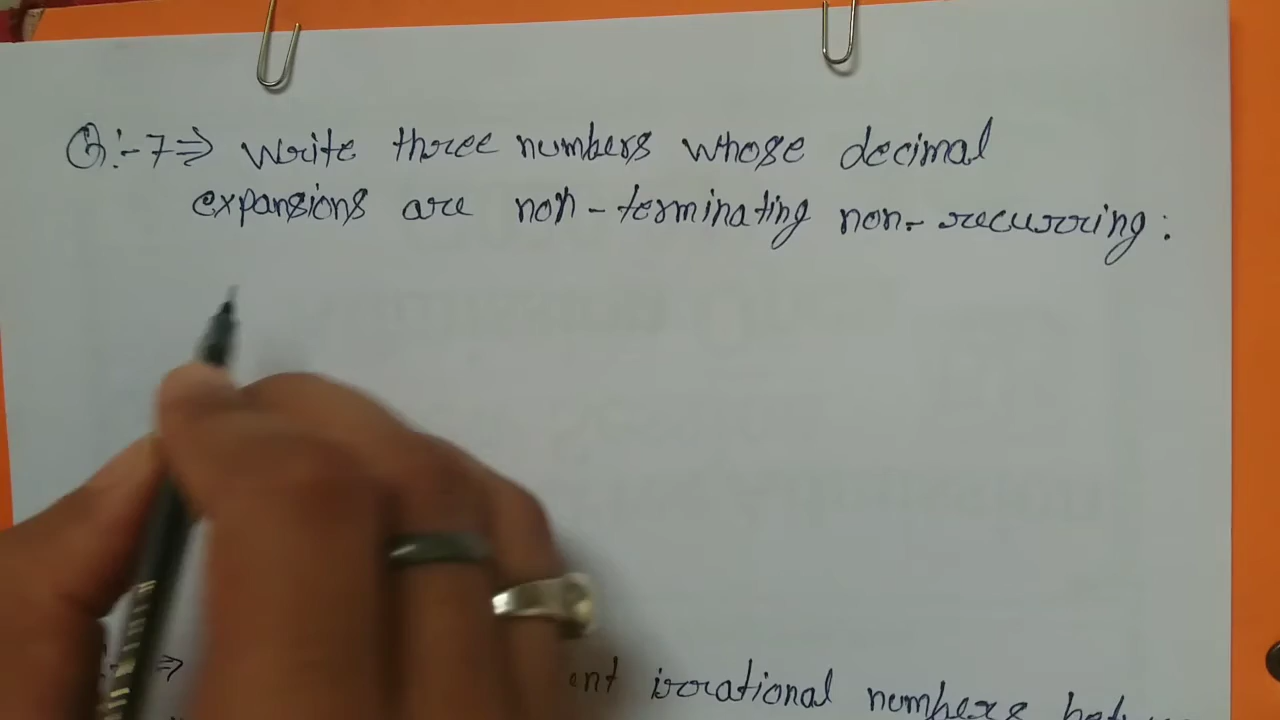 Q:-7⇒ Write three numbers whose decimal
expansions are non-terminating non-recurring:
⇒ irrational numbers